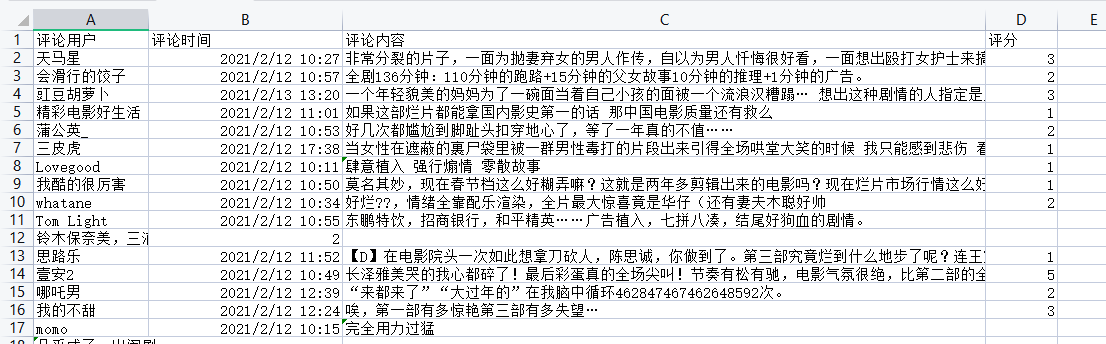 A B C D E
1 评论用户 评论时间 评论内容 评分
2 天马星 2021/2/12 10:27 非常分裂的片子，一面为抛妻弃女的男人作传，自以为男人忏悔很好看，一面想出殴打女护士来搞 3
3 会滑行的饺子 2021/2/12 10:57 全剧136分钟：110分钟的跑路+15分钟的父女故事10分钟的推理+1分钟的广告。 2
4 豇豆胡萝卜 2021/2/13 13:20 一个年轻貌美的妈妈为了一碗面当着自己小孩的面被一个流浪汉糟蹋… 想出这种剧情的人指定是 3
5 精彩电影好生活 2021/2/12 11:01 如果这部烂片都能拿国内影史第一的话 那中国电影质量还有救么 1
6 蒲公英_ 2021/2/12 10:53 好几次都尴尬到脚趾头扣穿地心了，等了一年真的不值…… 2
7 三皮虎 2021/2/12 17:38 当女性在遮蔽的裹尸袋里被一群男性毒打的片段出来引得全场哄堂大笑的时候 我只能感到悲伤 看 1
8 Lovegood 2021/2/12 10:11 肆意植入 强行煽情 零散故事 1
9 我酷的很厉害 2021/2/12 10:50 莫名其妙，现在春节档这么好糊弄嘛？这就是两年多剪辑出来的电影吗？现在烂片市场行情这么好 1
10 whatane 2021/2/12 10:34 好烂??，情绪全靠配乐渲染，全片最大惊喜竟是华仔（还有妻夫木聪好帅 2
11 Tom Light 2021/2/12 10:55 东鹏特饮，招商银行，和平精英……广告植入，七拼八凑，结尾好狗血的剧情。
12 铃木保奈美，三浦 2
13 思路乐 2021/2/12 11:52 【D】在电影院头一次如此想拿刀砍人，陈思诚，你做到了。第三部究竟烂到什么地步了呢？连王 1
14 壹安2 2021/2/12 10:49 长泽雅美哭的我心都碎了！最后彩蛋真的全场尖叫！节奏有松有驰，电影气氛很绝，比第二部的全 5
15 哪吒男 2021/2/12 12:39 “来都来了”“大过年的”在我脑中循环462847467462648592次。 2
16 我的不甜 2021/2/12 12:24 唉，第一部有多惊艳第三部有多失望… 3
17 momo 2021/2/12 10:15 完全用力过猛